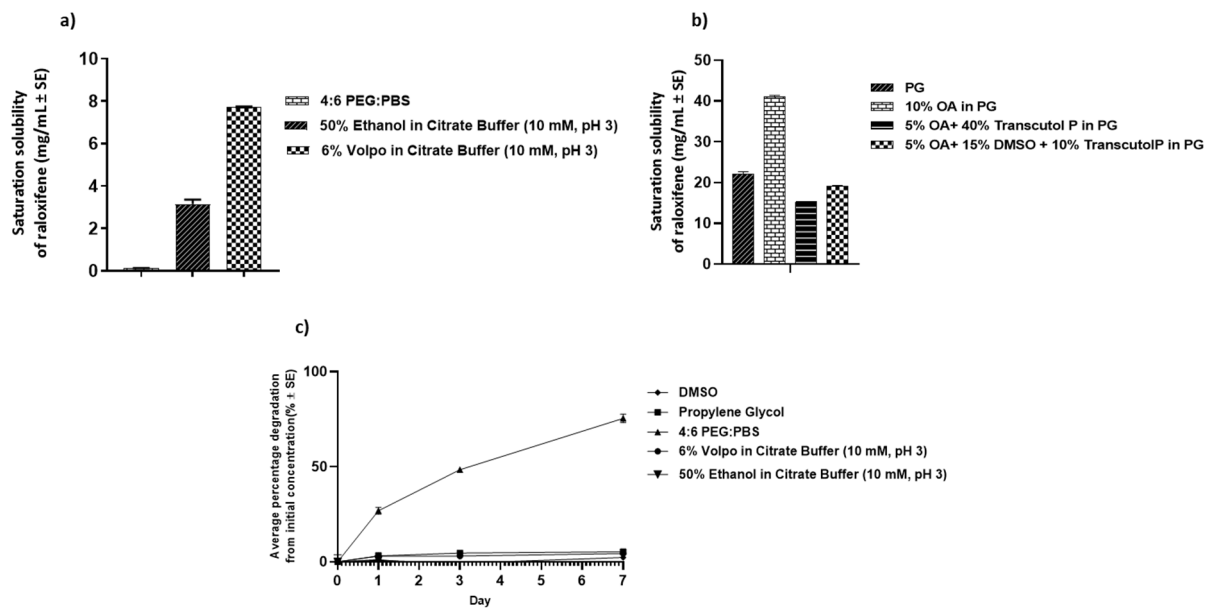 a)
Saturation solubility
of raloxifene (mg/mL ± SE)
10
8
6
4
2
0
4:6 PEG:PBS
50% Ethanol in Citrate Buffer (10 mM, pH 3)
6% Volpo in Citrate Buffer (10 mM, pH 3)
b)
Saturation solubility
of raloxifene (mg/mL ± SE)
50
40
30
20
10
0
PG
10% OA in PG
5% OA+ 40% Transcutol P in PG
5% OA+ 15% DMSO + 10% TranscutolP in PG
c)
Average percentage degradation
from initial concentration(% ± SE)
100
50
0
0 1 2 3 4 5 6 7
Day
DMSO
Propylene Glycol
4:6 PEG:PBS
6% Volpo in Citrate Buffer (10 mM, pH 3)
50% Ethanol in Citrate Buffer (10 mM, pH 3)